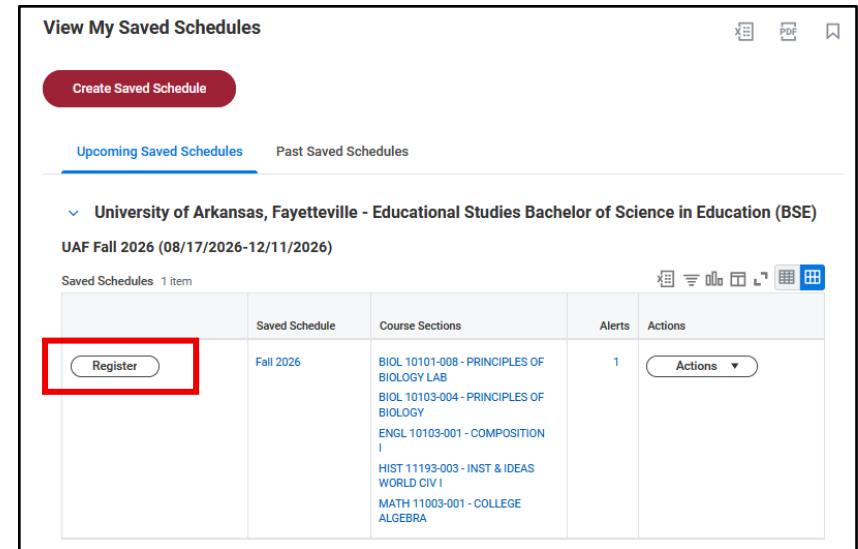 View My Saved Schedules
PDF
Create Saved Schedule
Upcoming Saved Schedules Past Saved Schedules
University of Arkansas, Fayetteville - Educational Studies Bachelor of Science in Education (BSE)
UAF Fall 2026 (08/17/2026-12/11/2026)
Saved Schedules 1 item
Saved Schedule Course Sections Alerts Actions
Register Fall 2026 BIOL 10101-008 - PRINCIPLES OF 1 Actions
BIOLOGY LAB
BIOL 10103-004 - PRINCIPLES OF
BIOLOGY
ENGL 10103-001 - COMPOSITION
I
HIST 11193-003 - INST & IDEAS
WORLD CIV I
MATH 11003-001 - COLLEGE
ALGEBRA